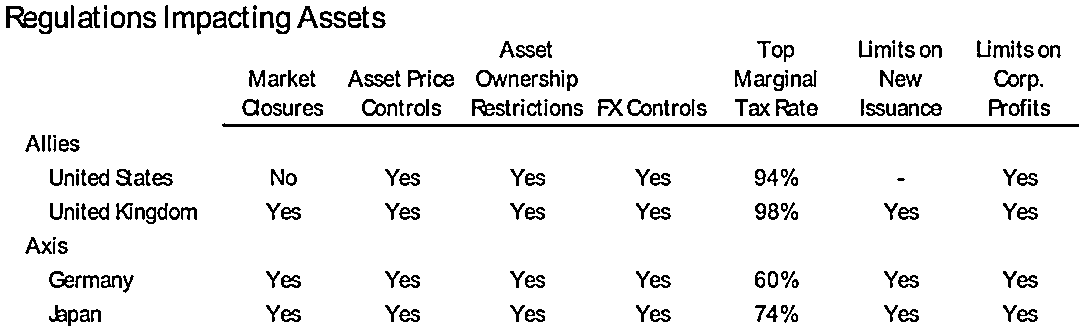 Regulations Impacting Assets
Asset Top Limits on Limits on
Market Asset Price Ownership Marginal New Corp.
Closures Controls Restrictions FX Controls Tax Rate Issuance Profits
Allies
United States No Yes Yes Yes 94% - Yes
United Kingdom Yes Yes Yes Yes 98% Yes Yes
Axis
Germany Yes Yes Yes Yes 60% Yes Yes
Japan Yes Yes Yes Yes 74% Yes Yes